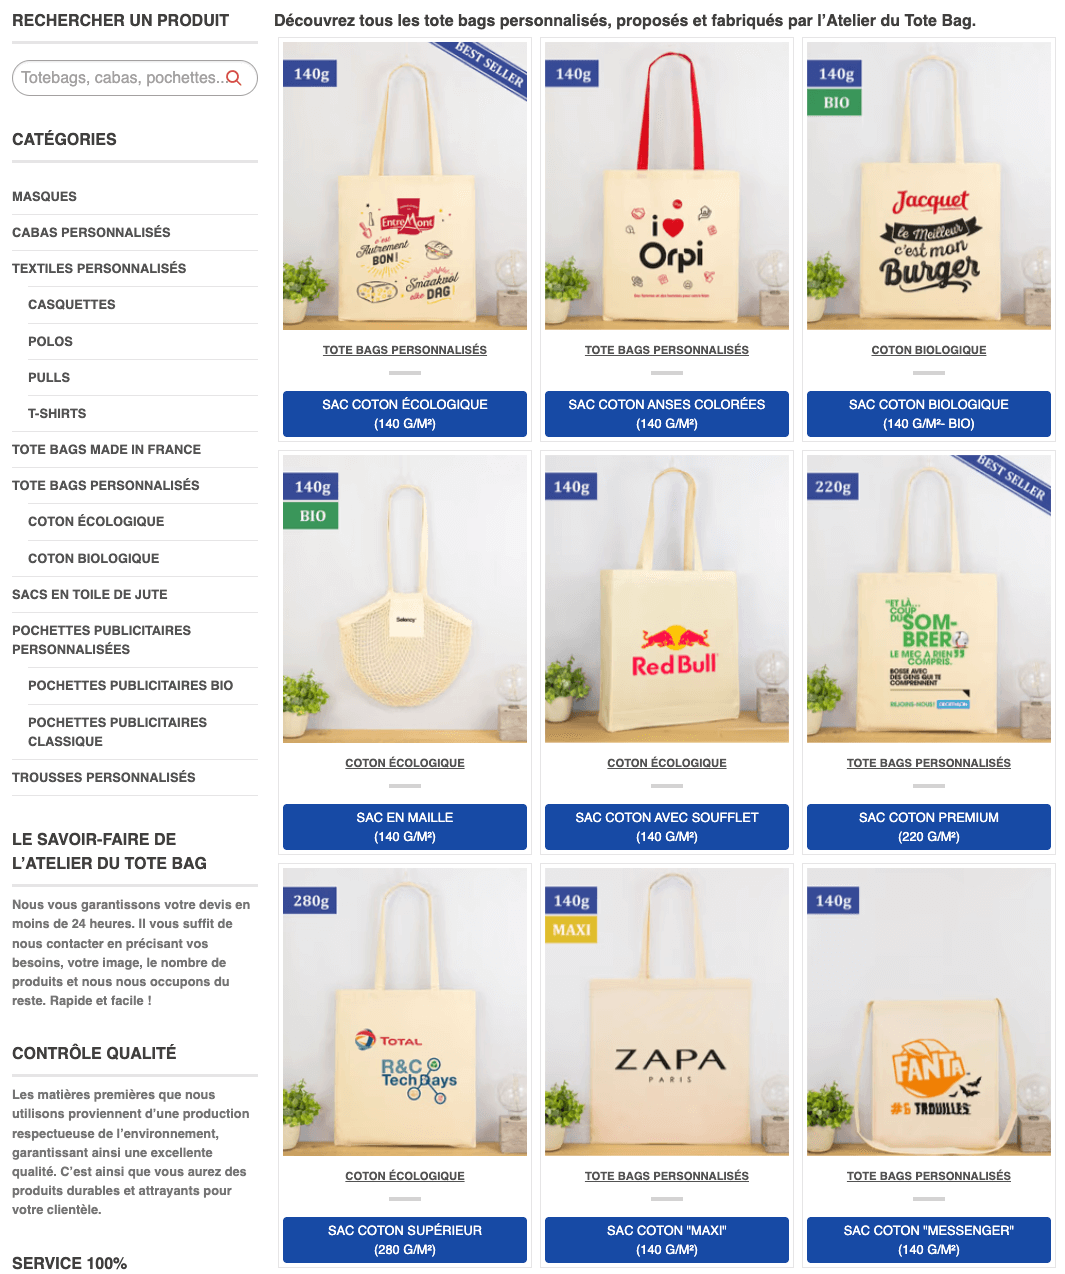 RECHERCHER UN PRODUIT
Totebags, cabas, pochettes...
CATÉGORIES
MASQUES
CABAS PERSONNALISÉS
TEXTILES PERSONNALISÉS
CASQUETTES
POLOS
PULLS
T-SHIRTS
TOTE BAGS MADE IN FRANCE
TOTE BAGS PERSONNALISÉS
COTON ÉCOLOGIQUE
COTON BIOLOGIQUE
SACS EN TOILE DE JUTE
POCHETTES PUBLICITAIRES
PERSONNALISÉES
POCHETTES PUBLICITAIRES BIO
POCHETTES PUBLICITAIRES
CLASSIQUE
TROUSSES PERSONNALISÉS
LE SAVOIR-FAIRE DE
L'ATELIER DU TOTE BAG
Nous vous garantissons votre devis en
moins de 24 heures. Il vous suffit de
nous contacter en précisant vos
besoins, votre image, le nombre de
produits et nous nous occupons du
reste. Rapide et facile !
CONTRÔLE QUALITÉ
Les matières premières que nous
utilisons proviennent d'une production
respectueuse de l'environnement,
garantissant ainsi une excellente
qualité. C'est ainsi que vous aurez des
produits durables et attrayants pour
votre clientèle.
SERVICE 100%
Découvrez tous les tote bags personnalisés, proposés et fabriqués par l'Atelier du Tote Bag.
140g
BEST SELLER
EntreMont
c'est
Autrement
BON!
Smaakvol
elke DAG!
TOTE BAGS PERSONNALISÉS
SAC COTON ÉCOLOGIQUE
(140 G/M²)
140g
i
Orpi
TOTE BAGS PERSONNALISÉS
SAC COTON ANSES COLORÉES
(140 G/M²)
140g
BIO
Jacquet
le Meilleur
c'est mon
Burger
COTON BIOLOGIQUE
SAC COTON BIOLOGIQUE
(140 G/M²- BIO)
140g
BIO
Selency
COTON ÉCOLOGIQUE
SAC EN MAILLE
(140 G/M²)
140g
Red Bull
COTON ÉCOLOGIQUE
SAC COTON AVEC SOUFFLET
(140 G/M²)
220g
BEST SELLER
"ET LÀ...
COUP
DU SOM-
BRERO
LE MEC A RIEN
COMPRIS.
BOSSE AVEC
DES GENS QUI TE
COMPRENNENT
REJOINS-NOUS! DECATHLON
TOTE BAGS PERSONNALISÉS
SAC COTON PREMIUM
(220 G/M²)
280g
TOTAL
R&C
TechDays
COTON ÉCOLOGIQUE
SAC COTON SUPÉRIEUR
(280 G/M²)
140g
MAXI
ZAPA
PARIS
TOTE BAGS PERSONNALISÉS
SAC COTON "MAXI"
(140 G/M²)
140g
FANTA
#6 TROUILLES
TOTE BAGS PERSONNALISÉS
SAC COTON "MESSENGER"
(140 G/M²)